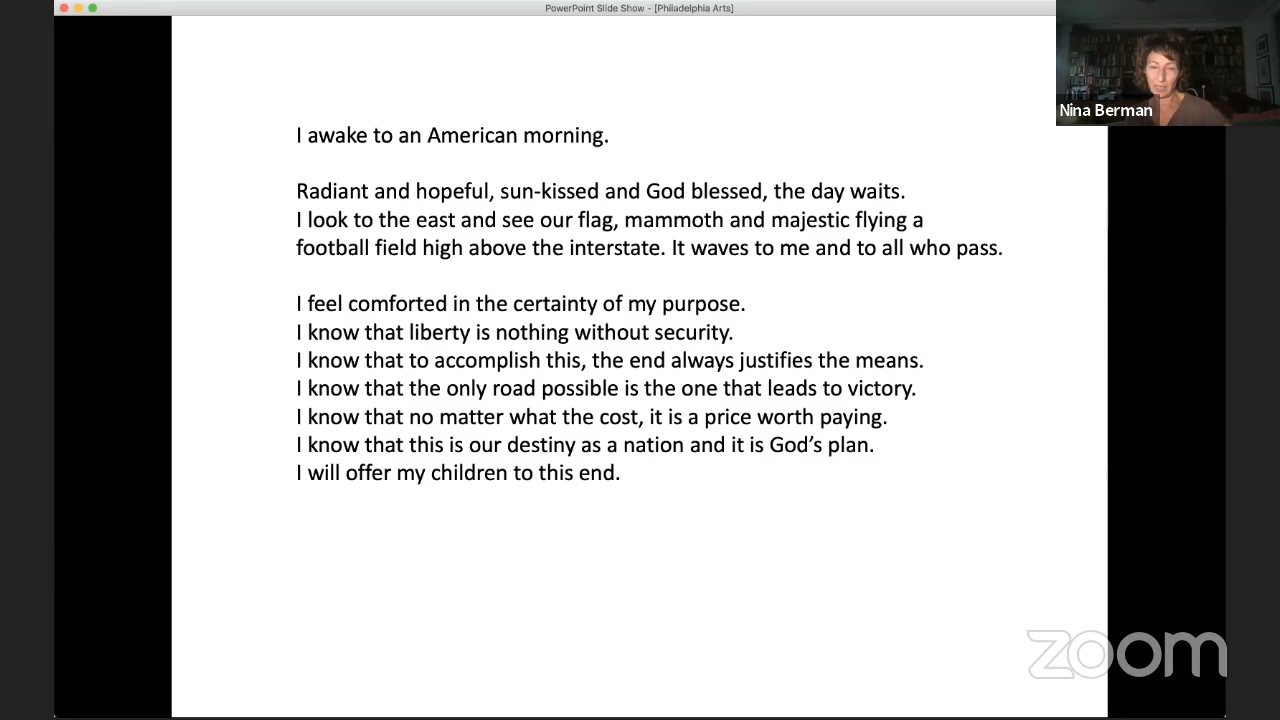 PowerPoint Slide Show - [Philadelphia Arts]
Nina Berman
I awake to an American morning.
Radiant and hopeful, sun-kissed and God blessed, the day waits.
I look to the east and see our flag, mammoth and majestic flying a
football field high above the interstate. It waves to me and to all who pass.
I feel comforted in the certainty of my purpose.
I know that liberty is nothing without security.
I know that to accomplish this, the end always justifies the means.
I know that the only road possible is the one that leads to victory.
I know that no matter what the cost, it is a price worth paying.
I know that this is our destiny as a nation and it is God’s plan.
I will offer my children to this end.
zoom